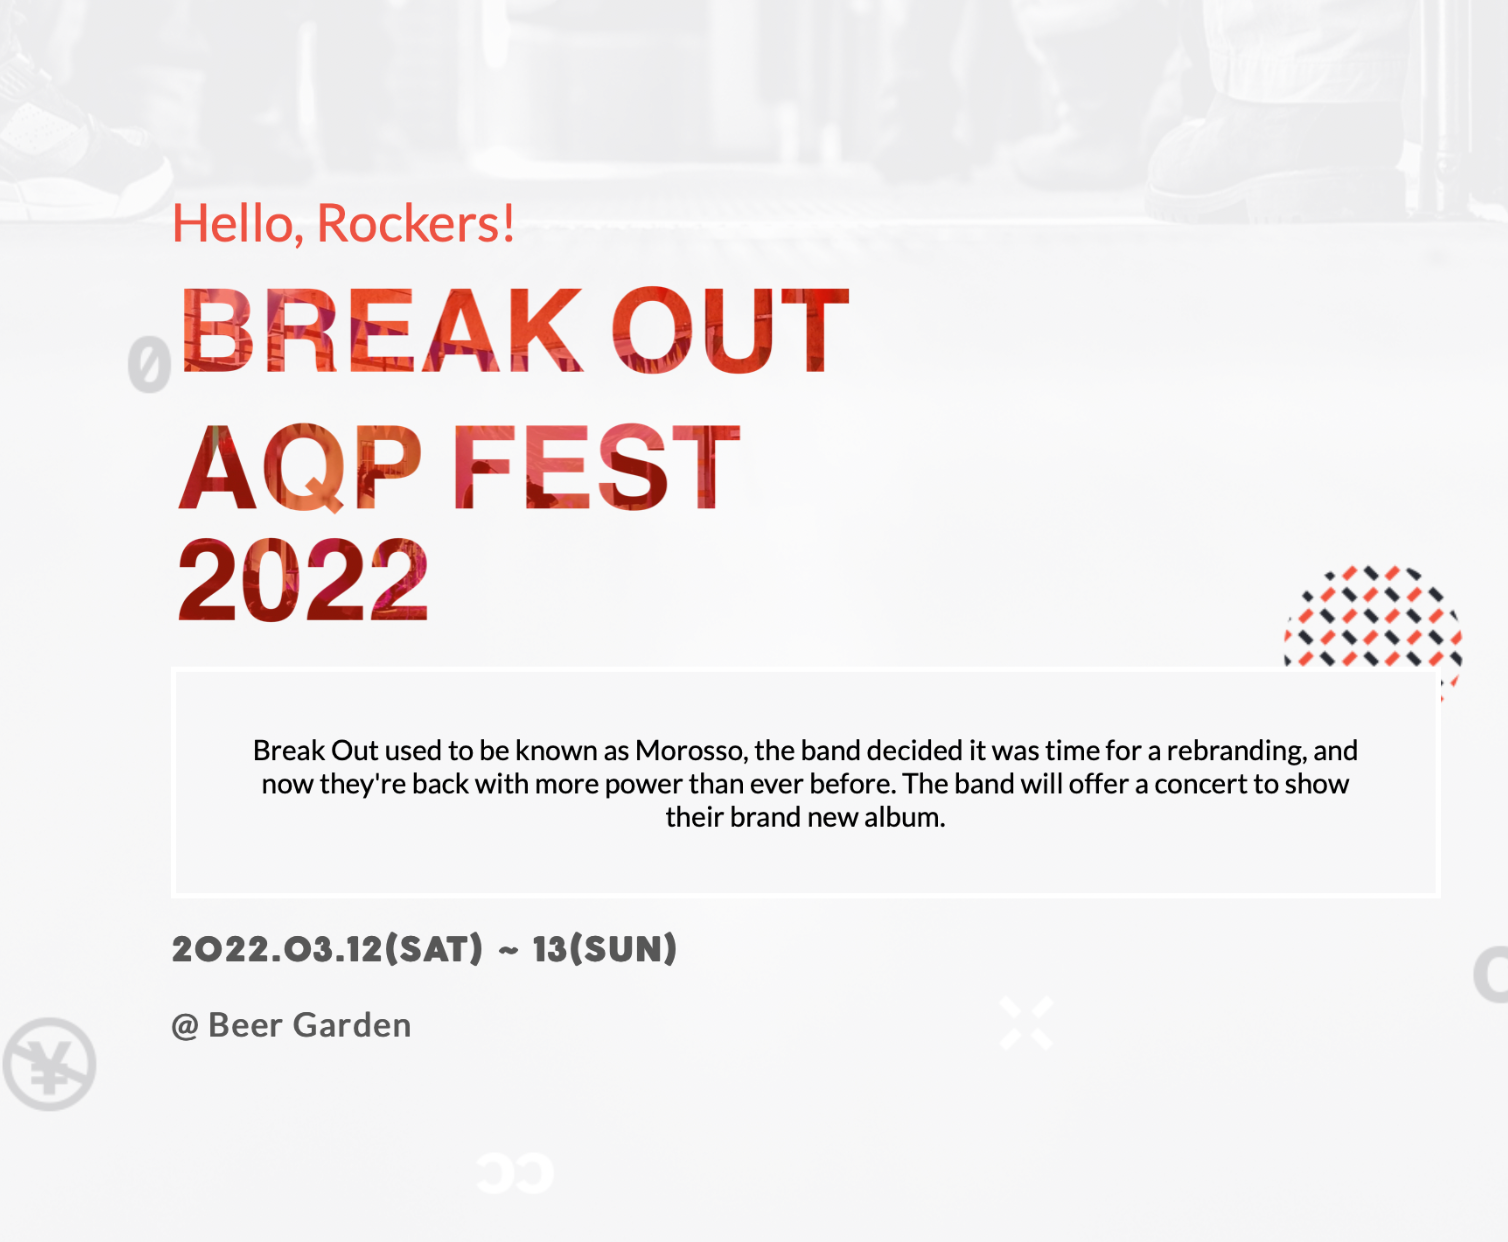 Hello, Rockers!
BREAK OUT
AQP FEST
2022
Break Out used to be known as Morosso, the band decided it was time for a rebranding, and
now they're back with more power than ever before. The band will offer a concert to show
their brand new album.
2022.03.12(SAT) ~ 13(SUN)
@ Beer Garden